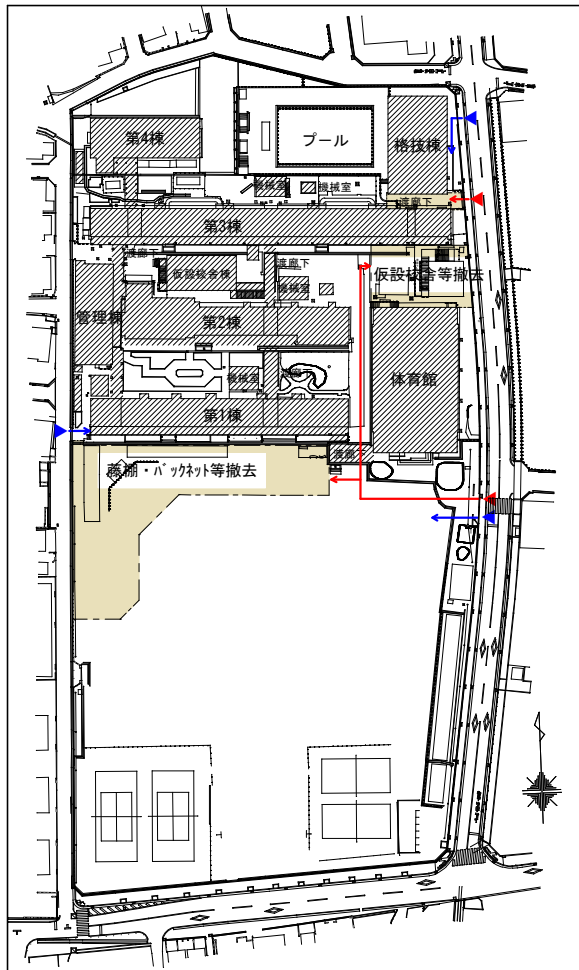 第4棟
プール
格技棟
機械室
機械室
渡廊下
第3棟
渡廊下
仮設校舎棟
渡廊下
機械室
仮設校舎等撤去
管理棟
第2棟
機械室
体育館
第1棟
渡廊下
藤棚・バックネット等撤去